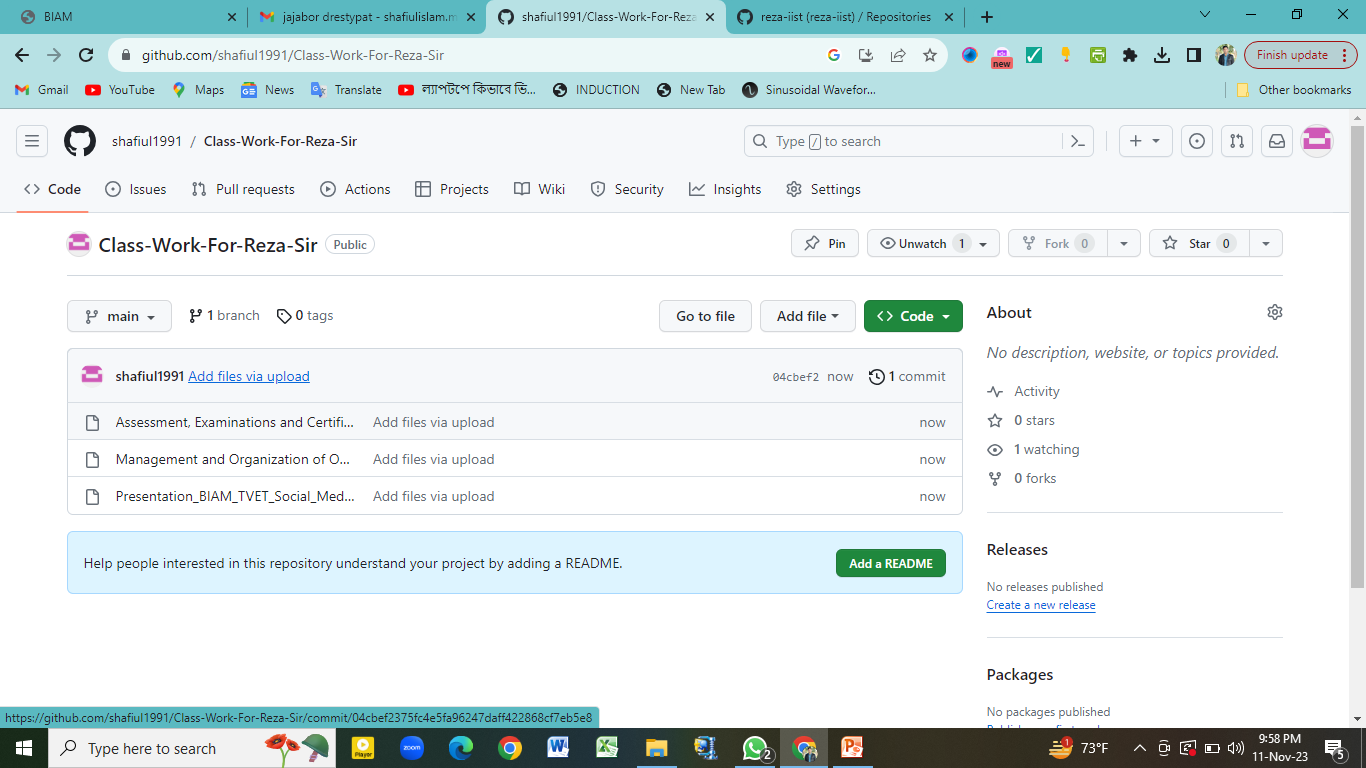 BIAM
jajabor drestypat - shafiulislam.m
shafiul1991/Class-Work-For-Reza
reza-iist (reza-iist) / Repositories
github.com/shafiul1991/Class-Work-For-Reza-Sir
new
Finish update
Gmail
YouTube
Maps
News
Translate
ল্যাপটপে কিভাবে ভি...
INDUCTION
New Tab
Sinusoidal Wavefor...
Other bookmarks
shafiul1991 / Class-Work-For-Reza-Sir
Type / to search
Code
Issues
Pull requests
Actions
Projects
Wiki
Security
Insights
Settings
Class-Work-For-Reza-Sir
Public
Pin
Unwatch 1
Fork 0
Star 0
main
1 branch
0 tags
Go to file
Add file
Code
shafiul1991 Add files via upload
04cbef2 now
1 commit
Assessment, Examinations and Certifi... Add files via upload now
Management and Organization of O... Add files via upload now
Presentation_BIAM_TVET_Social_Med... Add files via upload now
Help people interested in this repository understand your project by adding a README.
Add a README
About
No description, website, or topics provided.
Activity
0 stars
1 watching
0 forks
Releases
No releases published
Create a new release
Packages
No packages published
https://github.com/shafiul1991/Class-Work-For-Reza-Sir/commit/04cbef2375fc4e5fa96247daff422868cf7eb5e8
Type here to search
Player
zoom
2
1
73°F
9:58 PM
11-Nov-23
5